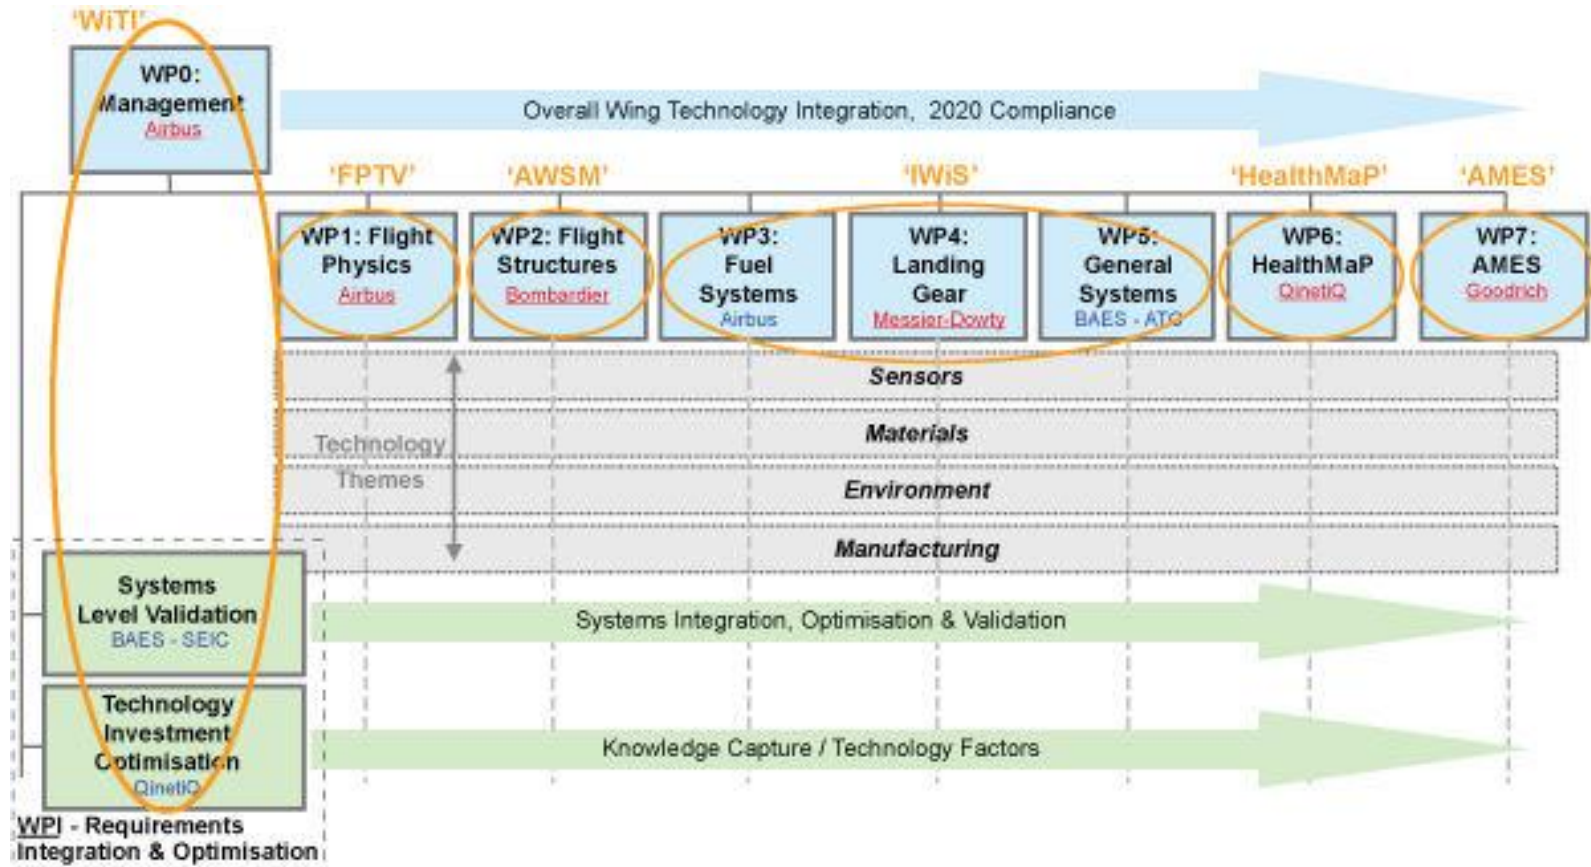 'WiTI'
WP0:
Management
Airbus
Overall Wing Technology Integration, 2020 Compliance
'FPTV'
'AWSM'
'IWiS'
'HealthMaP'
'AMES'
WP1: Flight
Physics
Airbus
WP2: Flight
Structures
Bombardier
WP3:
Fuel
Systems
Airbus
WP4:
Landing
Gear
Messier-Dowty
WP5:
General
Systems
BAES - ATC
WP6:
HealthMaP
QinetiQ
WP7:
AMES
Goodrich
Sensors
Materials
Technology
Themes
Environment
Manufacturing
Systems
Level Validation
BAES - SEIC
Systems Integration, Optimisation & Validation
Technology
Investment
Optimisation
QinetiQ
Knowledge Capture / Technology Factors
WPI - Requirements
Integration & Optimisation